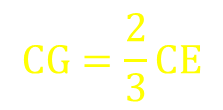 CG = 2/3 CE